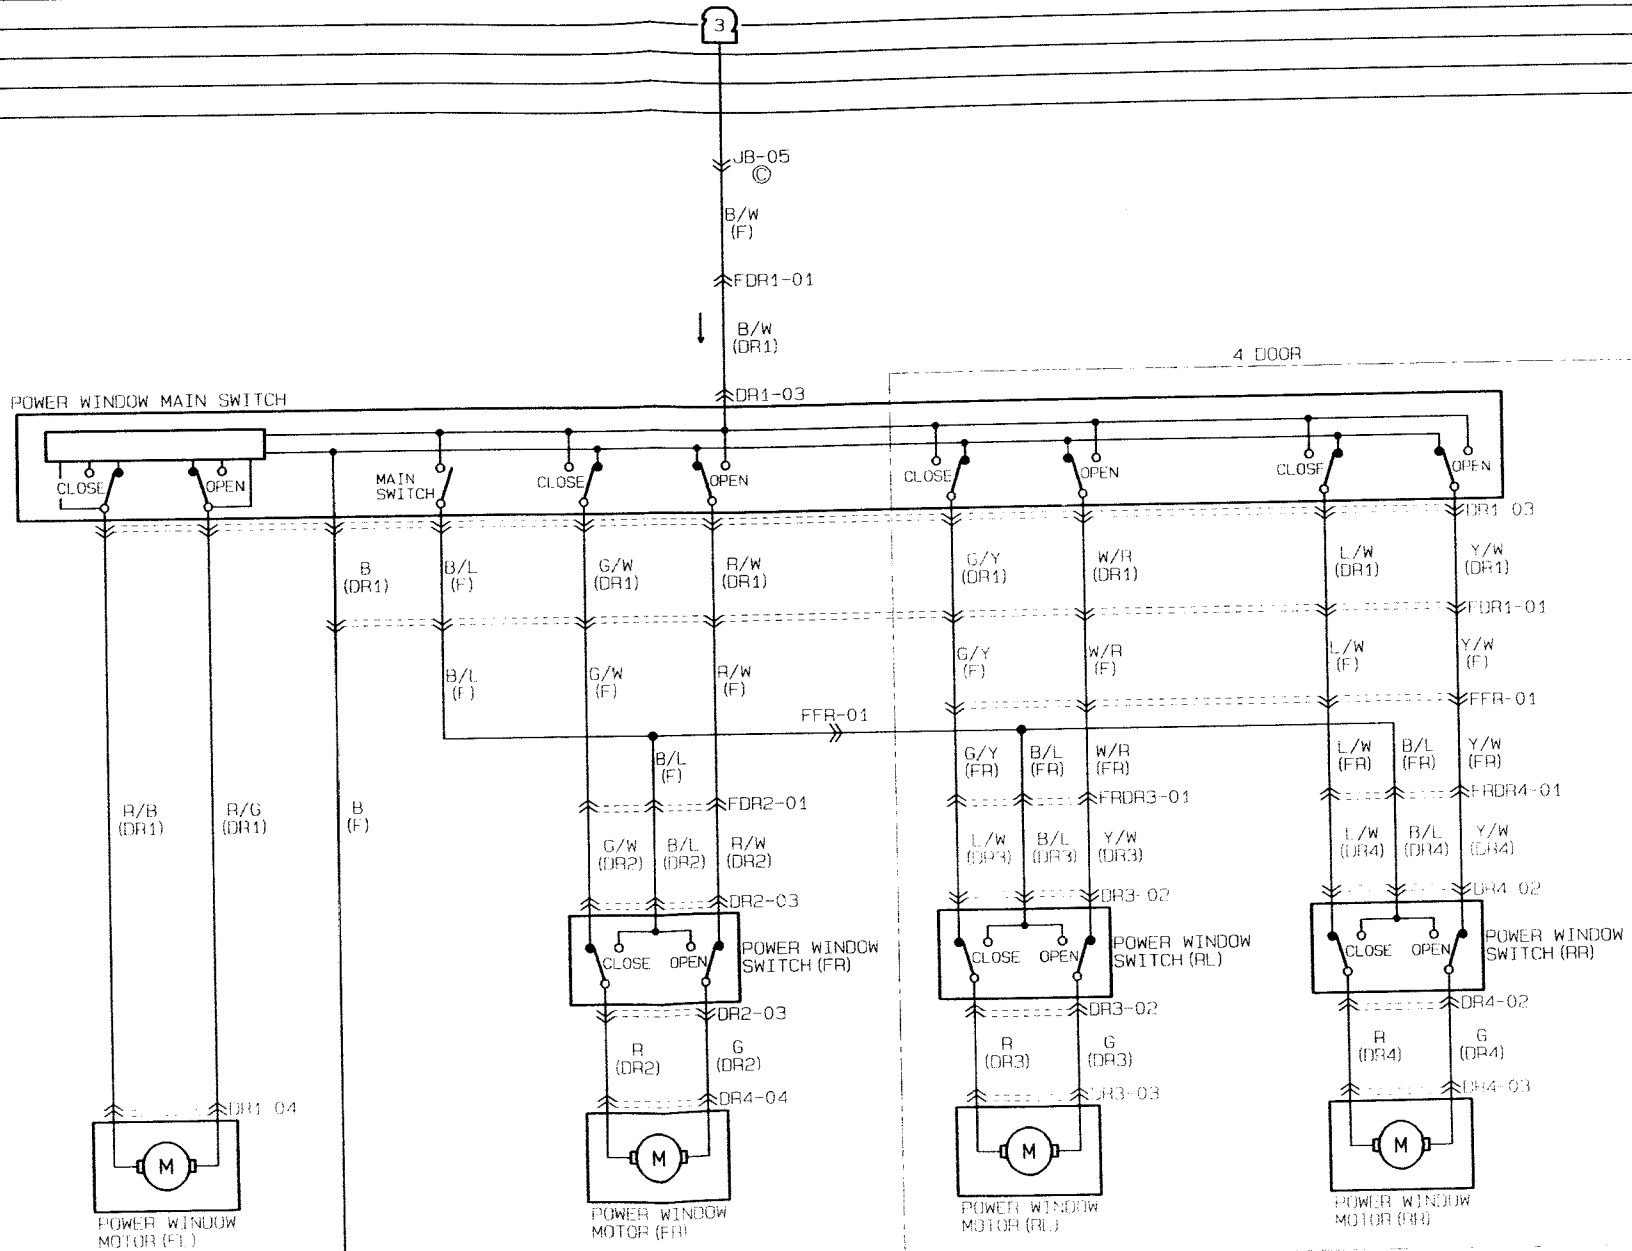 3
JB-05
©
B/W
(F)
FDR1-01
B/W
(DR1)
4 DOOR
DR1-03
POWER WINDOW MAIN SWITCH
CLOSE
OPEN
MAIN
SWITCH
CLOSE
OPEN
CLOSE
OPEN
CLOSE
OPEN
DR1 03
B
(DR1)
B/L
(F)
G/W
(DR1)
R/W
(DR1)
G/Y
(DR1)
W/R
(DR1)
L/W
(DR1)
Y/W
(DR1)
FDR1-01
B/L
(F)
G/W
(F)
R/W
(F)
G/Y
(F)
W/R
(F)
L/W
(F)
Y/W
(F)
FFR-01
FFR-01
B/L
(F)
G/Y
(FR)
B/L
(FR)
W/R
(FR)
L/W
(FR)
B/L
(FR)
Y/W
(FR)
R/B
(DR1)
R/G
(DR1)
B
(F)
FDR2-01
FRDR3-01
FRDR4-01
G/W
(DR2)
B/L
(DR2)
R/W
(DR2)
L/W
(DR3)
B/L
(DR3)
Y/W
(DR3)
L/W
(DR4)
B/L
(DR4)
Y/W
(DR4)
DR2-03
DR3-02
DR4 02
CLOSE
OPEN
POWER WINDOW
SWITCH (FR)
CLOSE
OPEN
POWER WINDOW
SWITCH (RL)
CLOSE
OPEN
POWER WINDOW
SWITCH (RR)
DR2-03
DR3-02
DR4-02
R
(DR2)
G
(DR2)
R
(DR3)
G
(DR3)
R
(DR4)
G
(DR4)
DR1 04
DR4-04
DR3-03
DR4-03
M
M
M
M
POWER WINDOW
MOTOR (FL)
POWER WINDOW
MOTOR (FR)
POWER WINDOW
MOTOR (RL)
POWER WINDOW
MOTOR (RR)